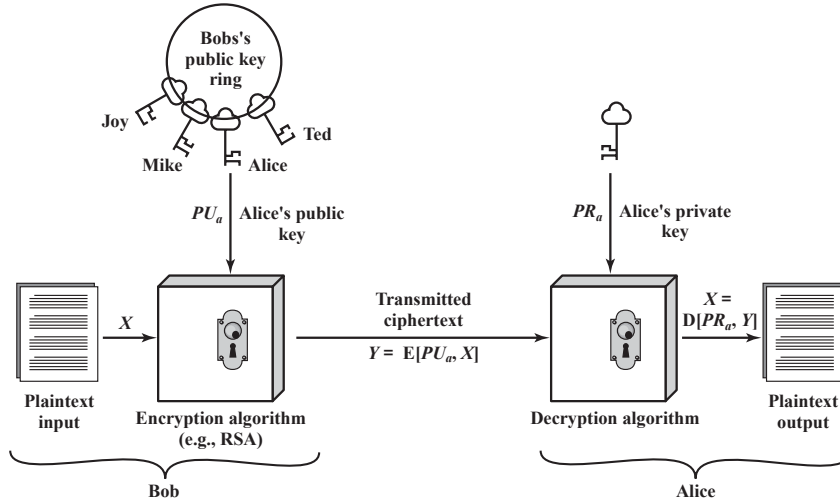 Bobs's
public key
ring
Joy
Mike
Alice
Ted
PUa
Alice's public
key
PRa
Alice's private
key
X
Transmitted
ciphertext
Y = E[PUa, X]
X =
D[PRa, Y]
Plaintext
input
Encryption algorithm
(e.g., RSA)
Decryption algorithm
Plaintext
output
Bob
Alice